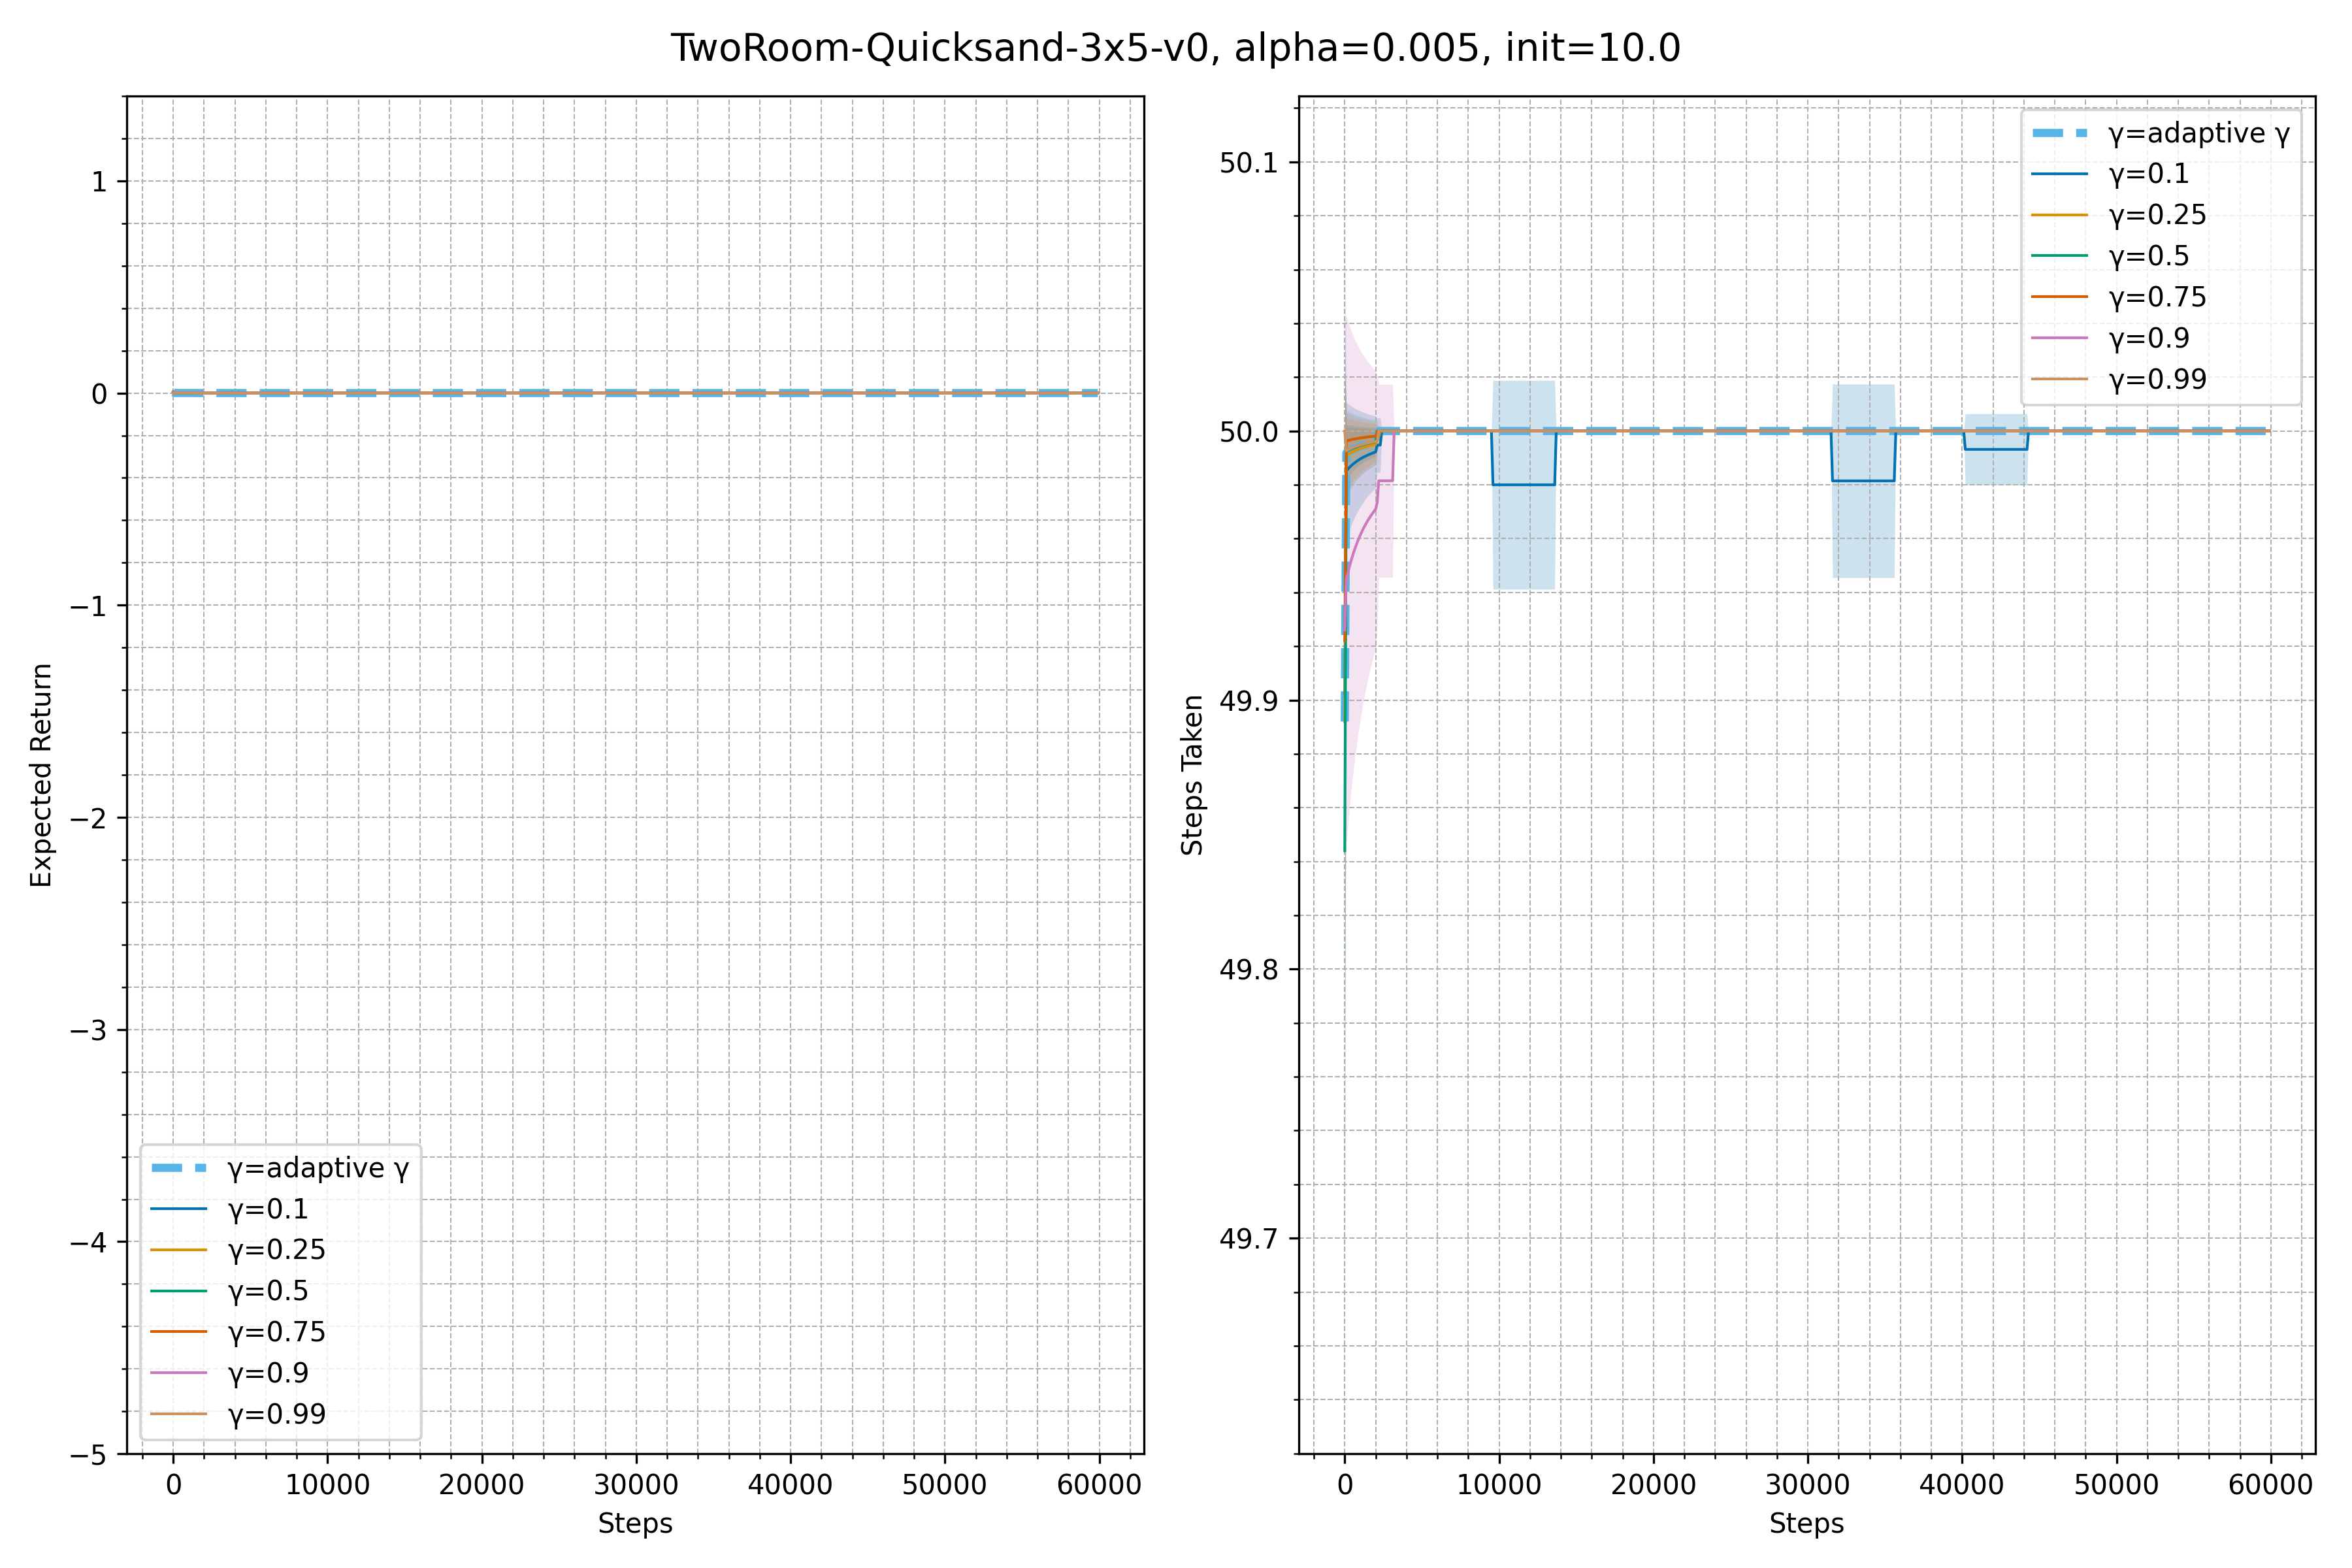 TwoRoom-Quicksand-3x5-v0, alpha=0.005, init=10.0
Expected Return
1
0
−1
−2
−3
−4
−5
γ=adaptive γ
γ=0.1
γ=0.25
γ=0.5
γ=0.75
γ=0.9
γ=0.99
0 10000 20000 30000 40000 50000 60000
Steps
Steps Taken
50.1
50.0
49.9
49.8
49.7
γ=adaptive γ
γ=0.1
γ=0.25
γ=0.5
γ=0.75
γ=0.9
γ=0.99
0 10000 20000 30000 40000 50000 60000
Steps